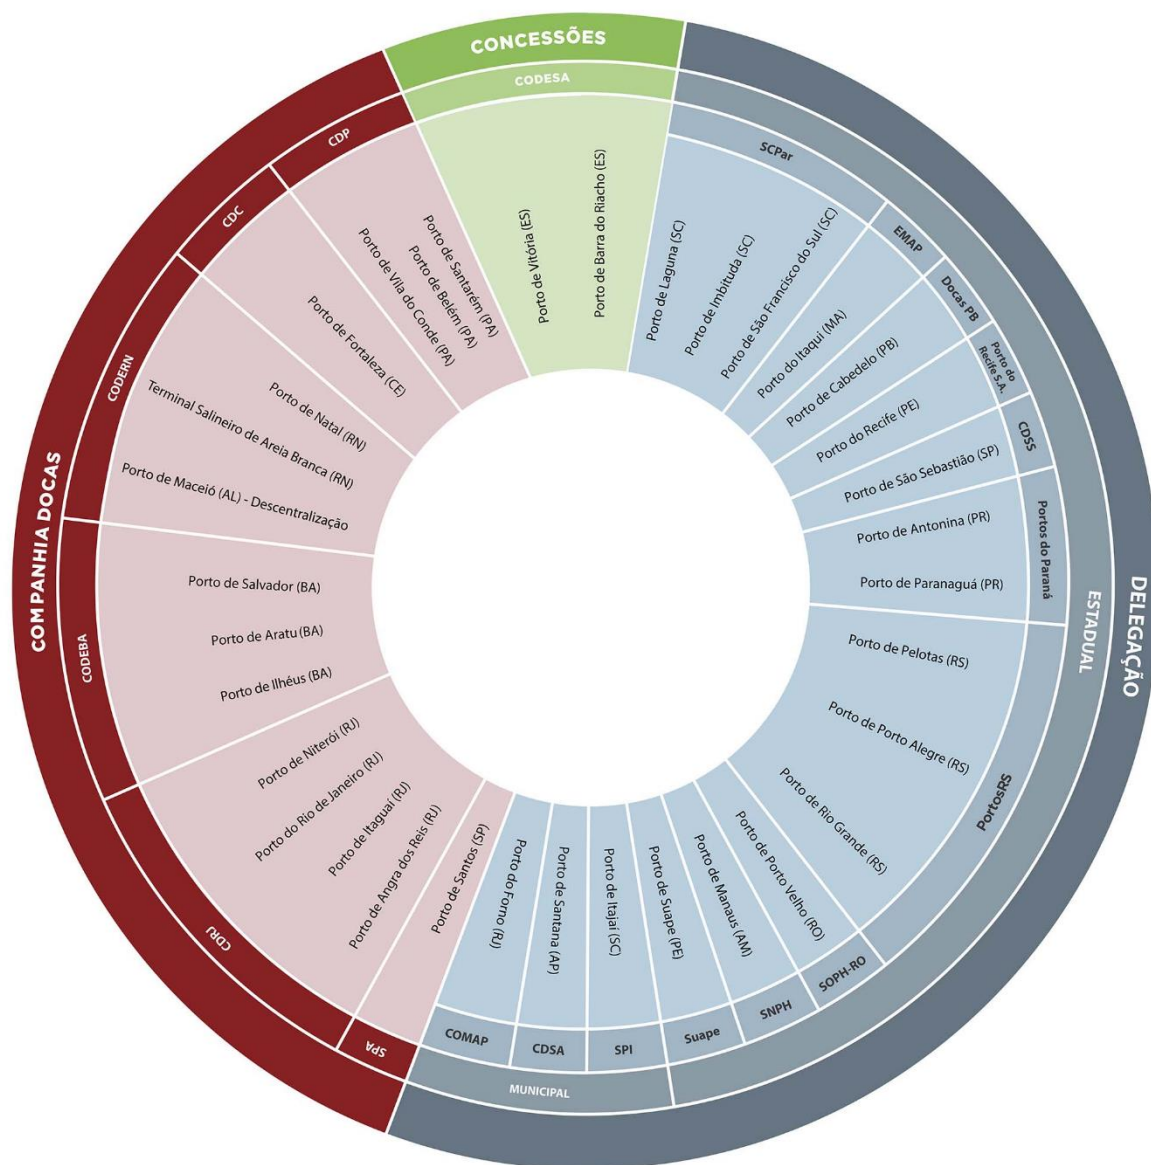 CONCESSÕES
CODESA
Porto de Vitória (ES)
Porto de Barra do Riacho (ES)
DELEGAÇÃO
ESTADUAL
SCPar
Porto de Laguna (SC)
Porto de Imbituda (SC)
Porto de São Francisco do Sul (SC)
EMAP
Porto do Itaqui (MA)
Docas PB
Porto de Cabedelo (PB)
Porto do
Recife S.A.
Porto do Recife (PE)
CDSS
Porto de São Sebastião (SP)
Portos do Paraná
Porto de Antonina (PR)
Porto de Paranaguá (PR)
PortosRS
Porto de Pelotas (RS)
Porto de Porto Alegre (RS)
Porto de Rio Grande (RS)
SOPH-RO
Porto de Porto Velho (RO)
SNPH
Porto de Manaus (AM)
Suape
Porto de Suape (PE)
MUNICIPAL
SPI
Porto de Itajaí (SC)
CDSA
Porto de Santana (AP)
COMAP
Porto do Forno (RJ)
COMPANHIA DOCAS
SPA
Porto de Santos (SP)
CDRJ
Porto de Angra dos Reis (RJ)
Porto de Itaguaí (RJ)
Porto do Rio de Janeiro (RJ)
Porto de Niterói (RJ)
CODEBA
Porto de Ilhéus (BA)
Porto de Aratu (BA)
Porto de Salvador (BA)
CODERN
Porto de Maceió (AL) - Descentralização
Terminal Salineiro de Areia Branca (RN)
Porto de Natal (RN)
CDC
Porto de Fortaleza (CE)
CDP
Porto de Vila do Conde (PA)
Porto de Belém (PA)
Porto de Santarém (PA)